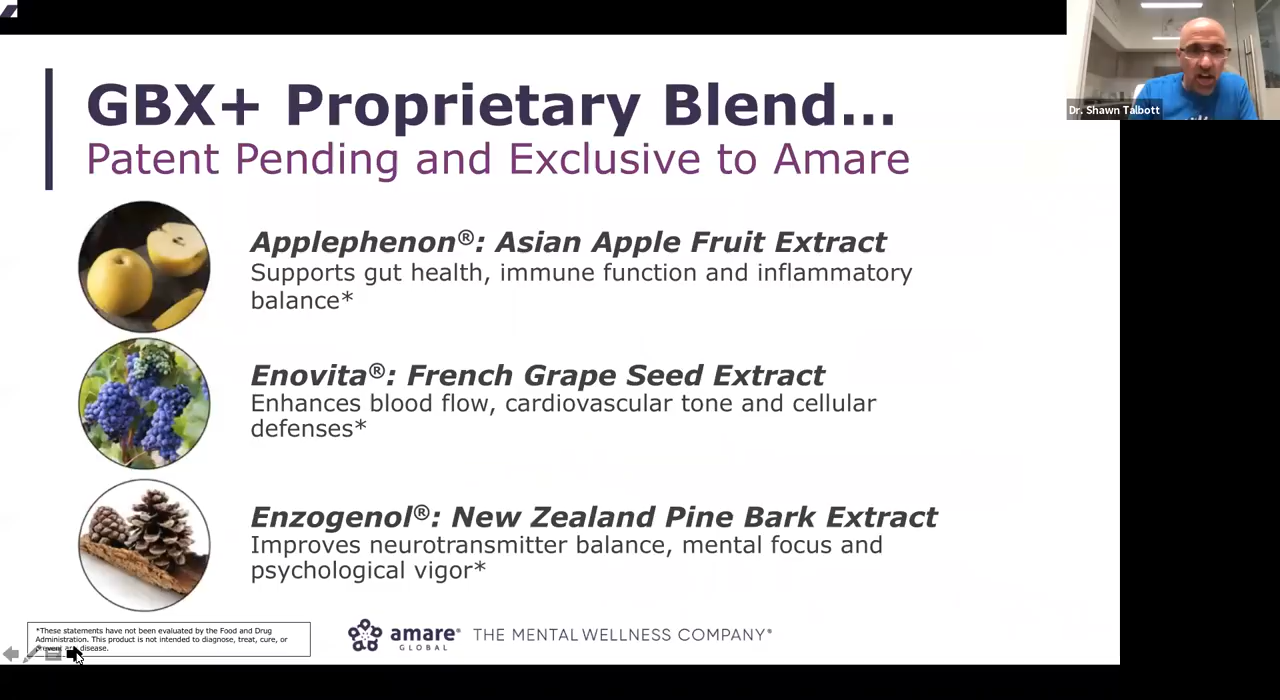 GBX+ Proprietary Blend...
Patent Pending and Exclusive to Amare
Dr. Shawn Talbott
Applephenon®: Asian Apple Fruit Extract
Supports gut health, immune function and inflammatory
balance*
Enovita®: French Grape Seed Extract
Enhances blood flow, cardiovascular tone and cellular
defenses*
Enzogenol®: New Zealand Pine Bark Extract
Improves neurotransmitter balance, mental focus and
psychological vigor*
*These statements have not been evaluated by the Food and Drug
Administration. This product is not intended to diagnose, treat, cure, or
prevent any disease.
amare®
GLOBAL
THE MENTAL WELLNESS COMPANY®